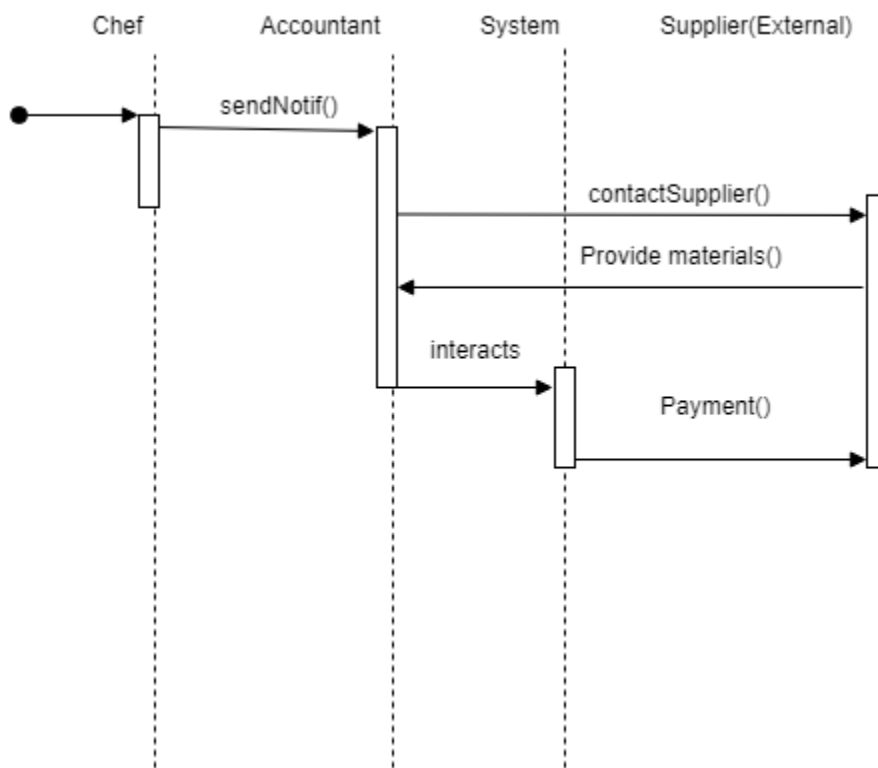 Chef
Accountant
System
Supplier(External)
sendNotif()
contactSupplier()
Provide materials()
interacts
Payment()